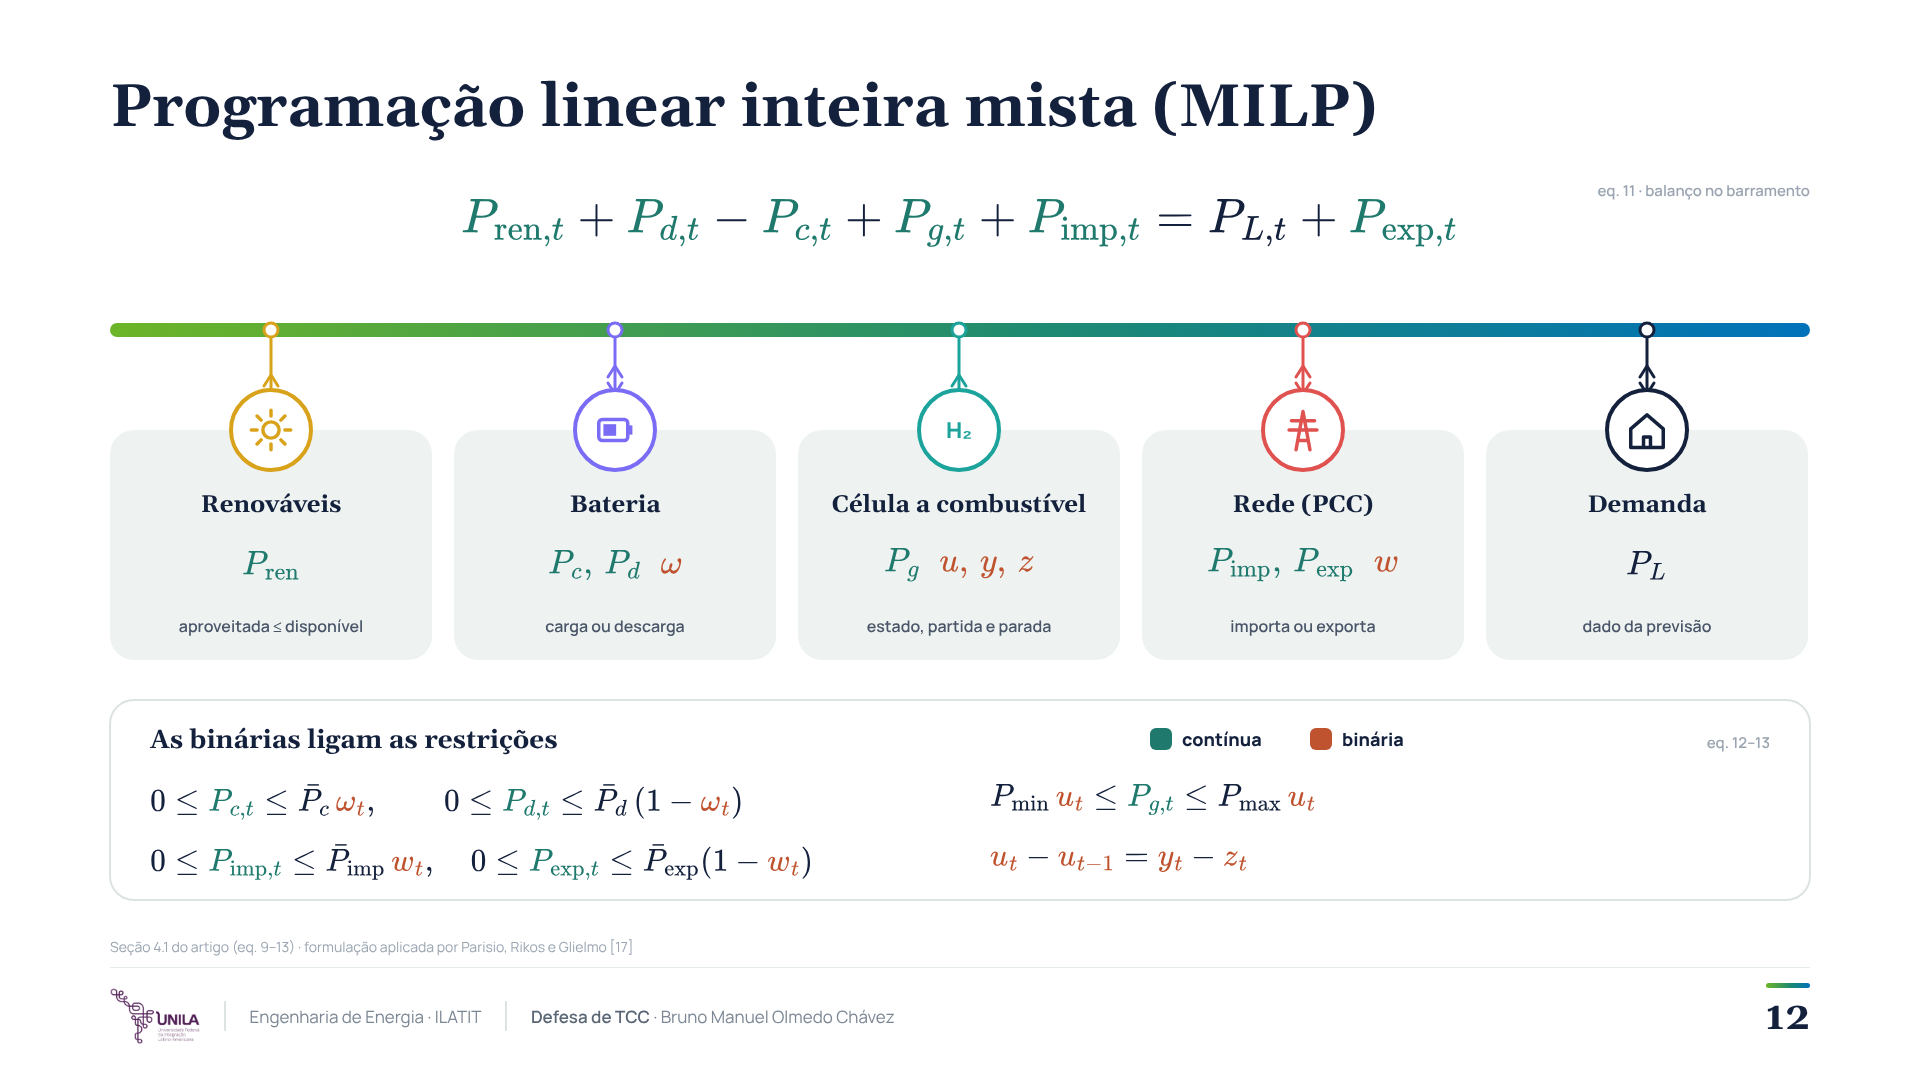 Programação linear inteira mista (MILP)
eq. 11 · balanço no barramento
P_ren,t + P_d,t − P_c,t + P_g,t + P_imp,t = P_L,t + P_exp,t
H₂
Renováveis
P_ren
aproveitada ≤ disponível
Bateria
P_c, P_d ω
carga ou descarga
Célula a combustível
P_g u, y, z
estado, partida e parada
Rede (PCC)
P_imp, P_exp w
importa ou exporta
Demanda
P_L
dado da previsão
As binárias ligam as restrições
contínua
binária
eq. 12–13
0 ≤ P_c,t ≤ P̄_c ω_t, 0 ≤ P_d,t ≤ P̄_d (1 − ω_t)
0 ≤ P_imp,t ≤ P̄_imp w_t, 0 ≤ P_exp,t ≤ P̄_exp(1 − w_t)
P_min u_t ≤ P_g,t ≤ P_max u_t
u_t − u_t−1 = y_t − z_t
Seção 4.1 do artigo (eq. 9–13) · formulação aplicada por Parisio, Rikos e Glielmo [17]
UNILA
Engenharia de Energia · ILATIT
Defesa de TCC · Bruno Manuel Olmedo Chávez
12